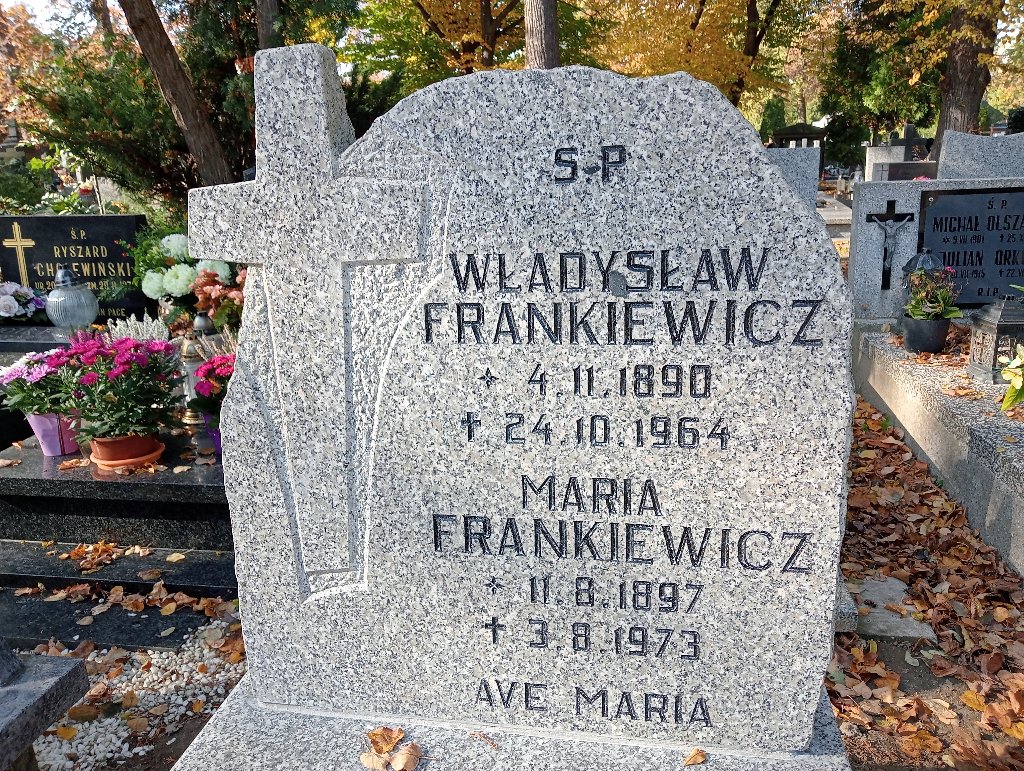 Ś.P.
WŁADYSŁAW
FRANKIEWICZ
* 4.11.1890
✝ 24.10.1964
MARIA
FRANKIEWICZ
* 11.8.1897
✝ 3.8.1973
AVE MARIA
Ś.P.
RYSZARD
Ś.P.
MICHAŁ
R.I.P.